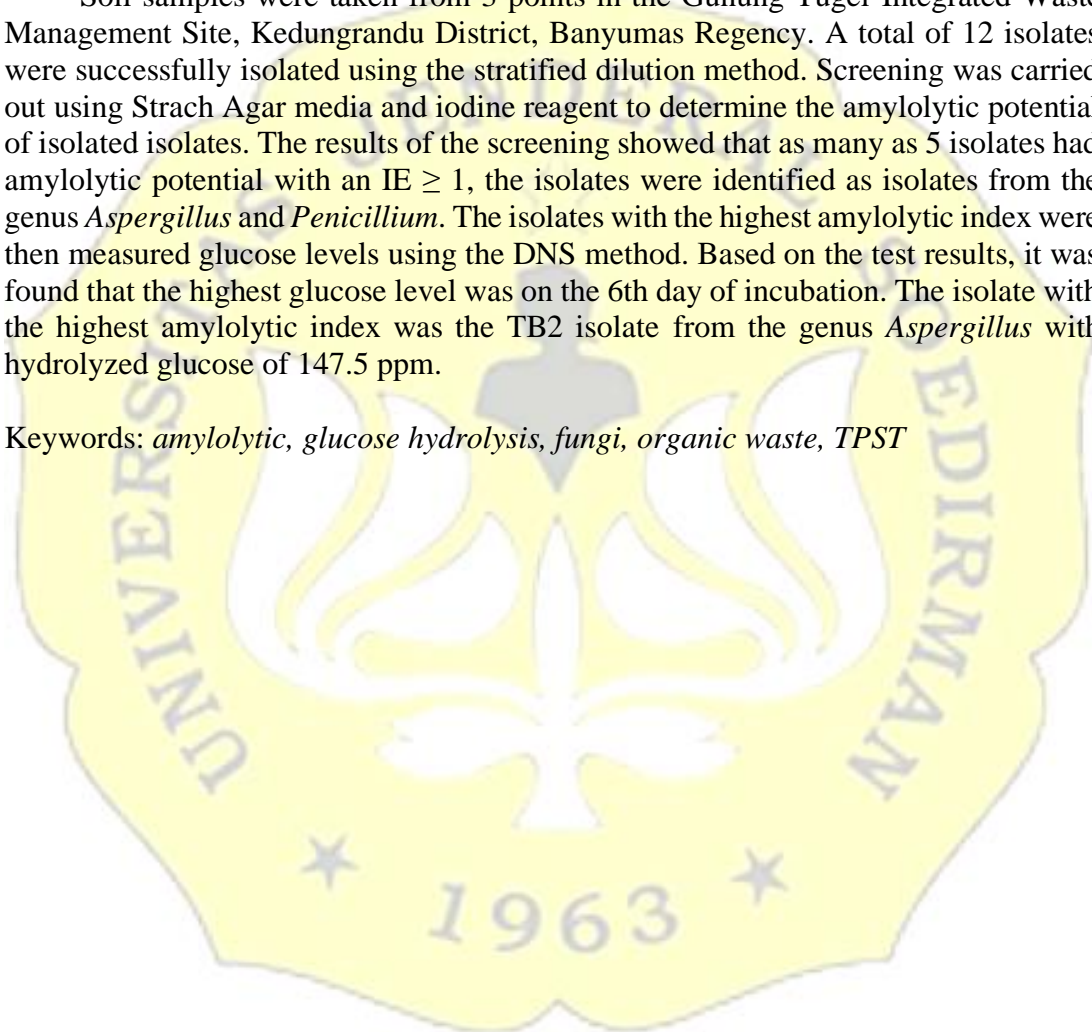 Soil samples were taken from 3 points in the Gunung Tugel Integrated Waste
Management Site, Kedungrandu District, Banyumas Regency. A total of 12 isolates
were successfully isolated using the stratified dilution method. Screening was carried
out using Strach Agar media and iodine reagent to determine the amylolytic potential
of isolated isolates. The results of the screening showed that as many as 5 isolates had
amylolytic potential with an IE ≥ 1, the isolates were identified as isolates from the
genus Aspergillus and Penicillium. The isolates with the highest amylolytic index were
then measured glucose levels using the DNS method. Based on the test results, it was
found that the highest glucose level was on the 6th day of incubation. The isolate with
the highest amylolytic index was the TB2 isolate from the genus Aspergillus with
hydrolyzed glucose of 147.5 ppm.
Keywords: amylolytic, glucose hydrolysis, fungi, organic waste, TPST
UNIVERSITAS JENDERAL SOEDIRMAN
1963